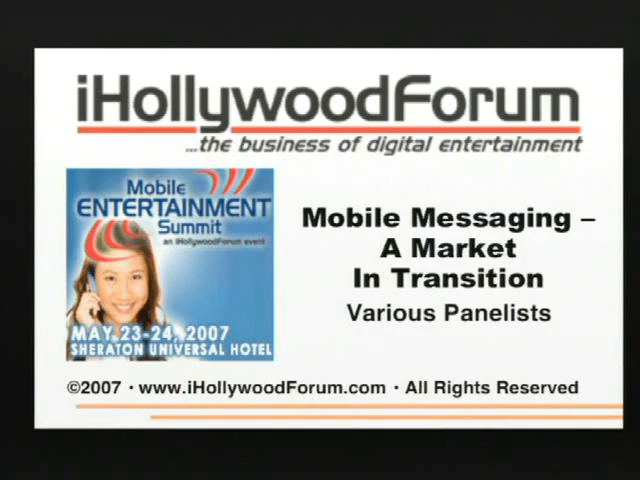 iHollywoodForum
...the business of digital entertainment
Mobile
ENTERTAINMENT
Summit
an iHollywoodForum event
MAY 23-24, 2007
SHERATON UNIVERSAL HOTEL
Mobile Messaging –
A Market
In Transition
Various Panelists
©2007 · www.iHollywoodForum.com · All Rights Reserved